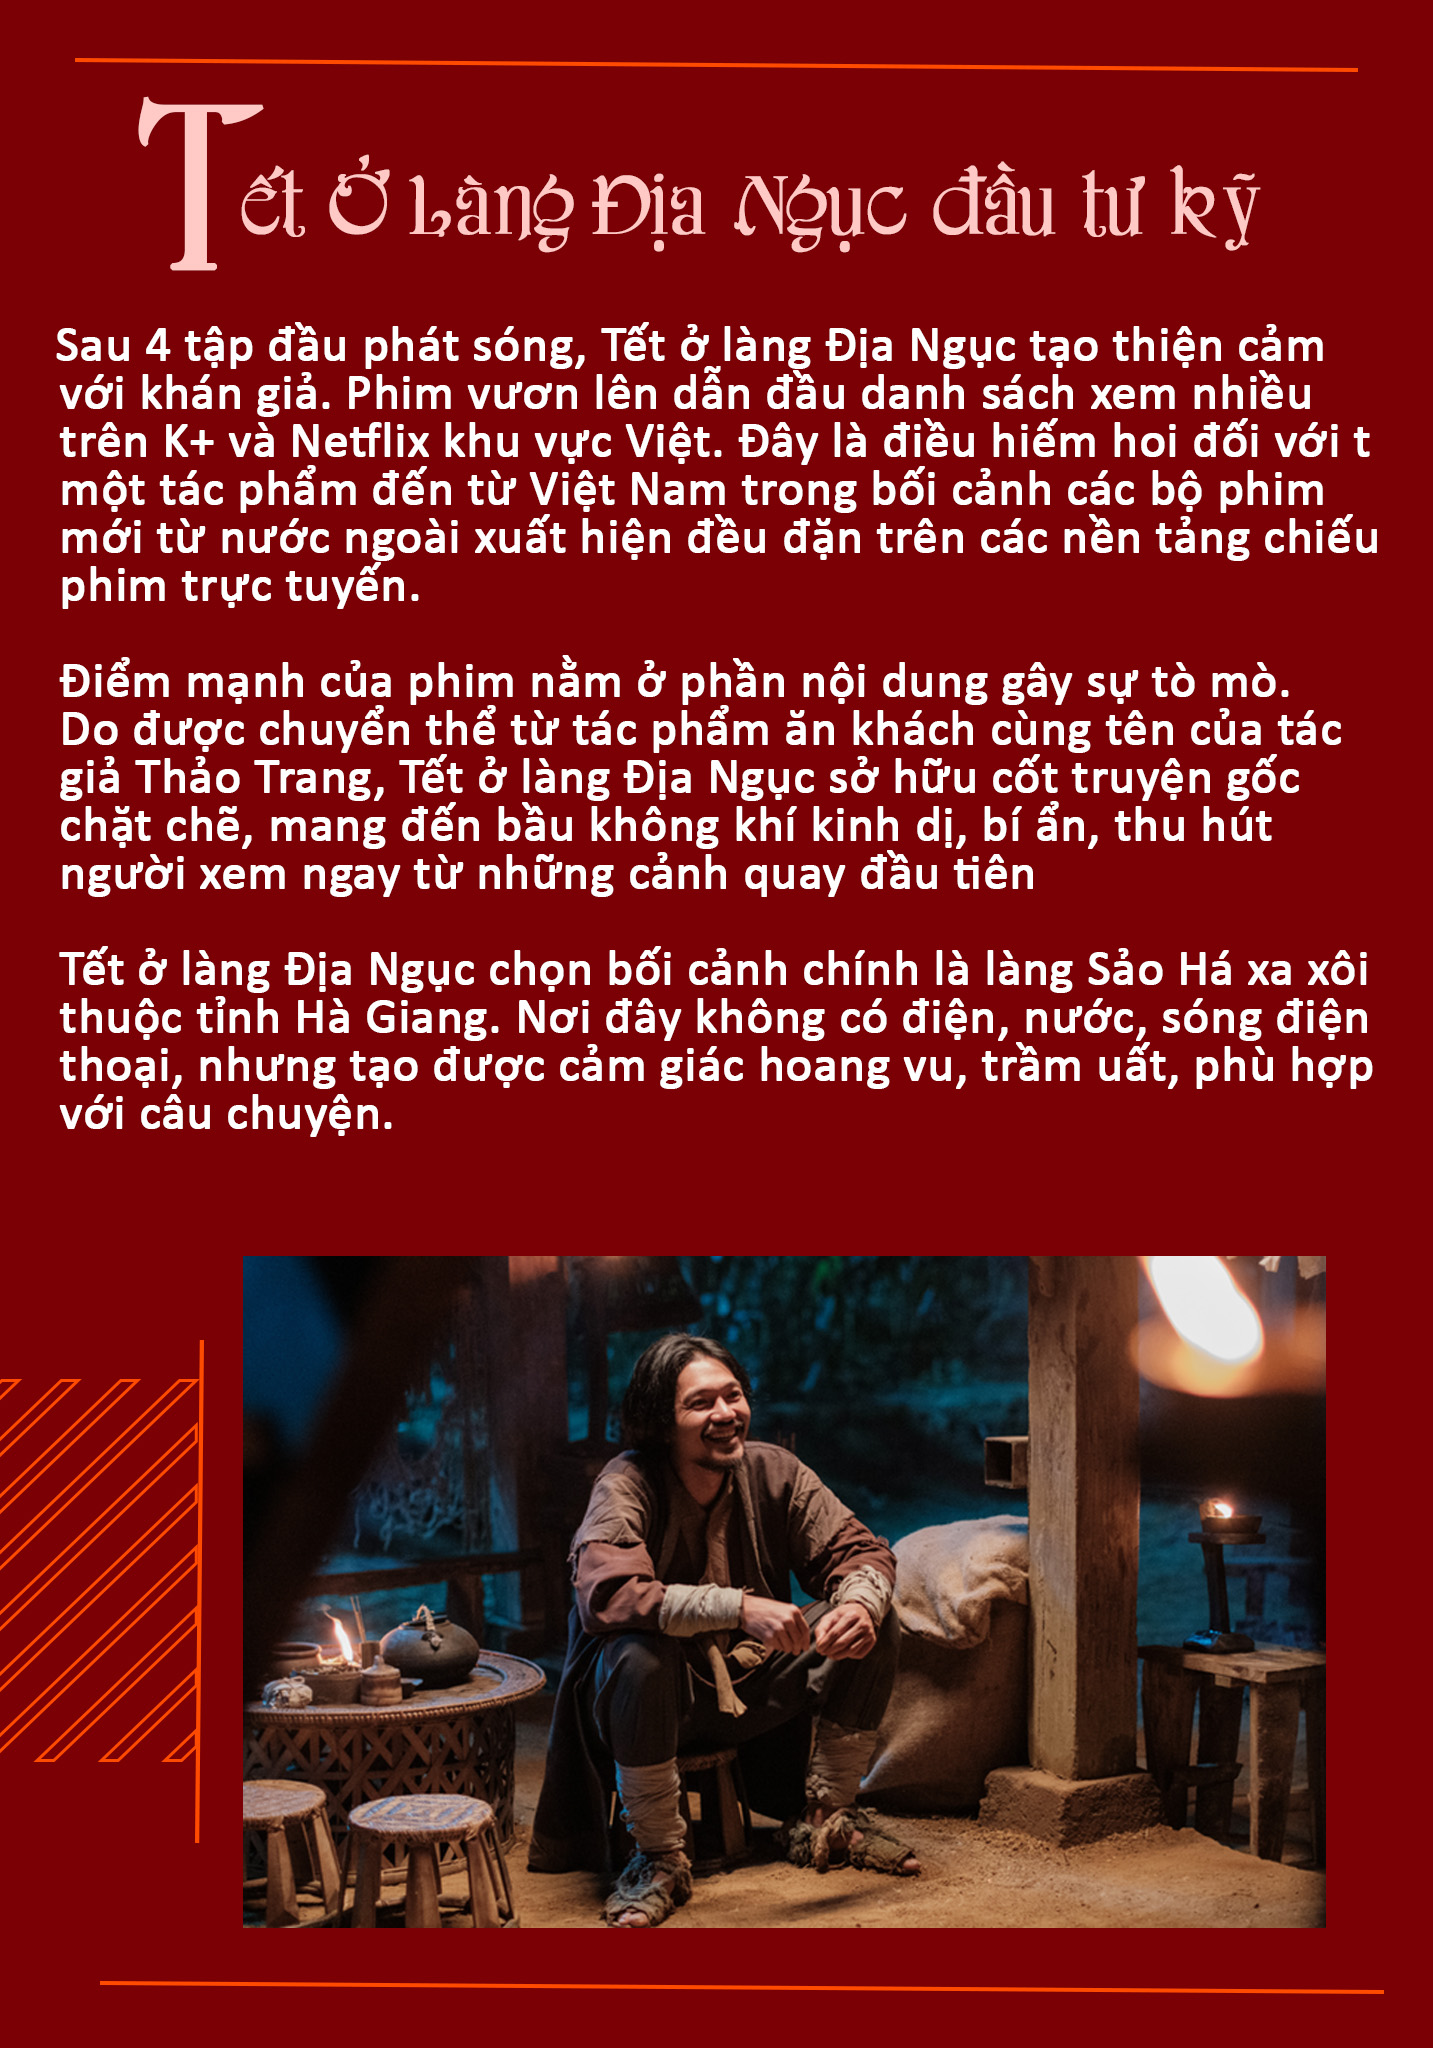 Tết Ở Làng Địa Ngục đầu tư kỹ
Sau 4 tập đầu phát sóng, Tết ở làng Địa Ngục tạo thiện cảm
với khán giả. Phim vươn lên dẫn đầu danh sách xem nhiều
trên K+ và Netflix khu vực Việt. Đây là điều hiếm hoi đối với t
một tác phẩm đến từ Việt Nam trong bối cảnh các bộ phim
mới từ nước ngoài xuất hiện đều đặn trên các nền tảng chiếu
phim trực tuyến.
Điểm mạnh của phim nằm ở phần nội dung gây sự tò mò.
Do được chuyển thể từ tác phẩm ăn khách cùng tên của tác
giả Thảo Trang, Tết ở làng Địa Ngục sở hữu cốt truyện gốc
chặt chẽ, mang đến bầu không khí kinh dị, bí ẩn, thu hút
người xem ngay từ những cảnh quay đầu tiên
Tết ở làng Địa Ngục chọn bối cảnh chính là làng Sảo Há xa xôi
thuộc tỉnh Hà Giang. Nơi đây không có điện, nước, sóng điện
thoại, nhưng tạo được cảm giác hoang vu, trầm uất, phù hợp
với câu chuyện.